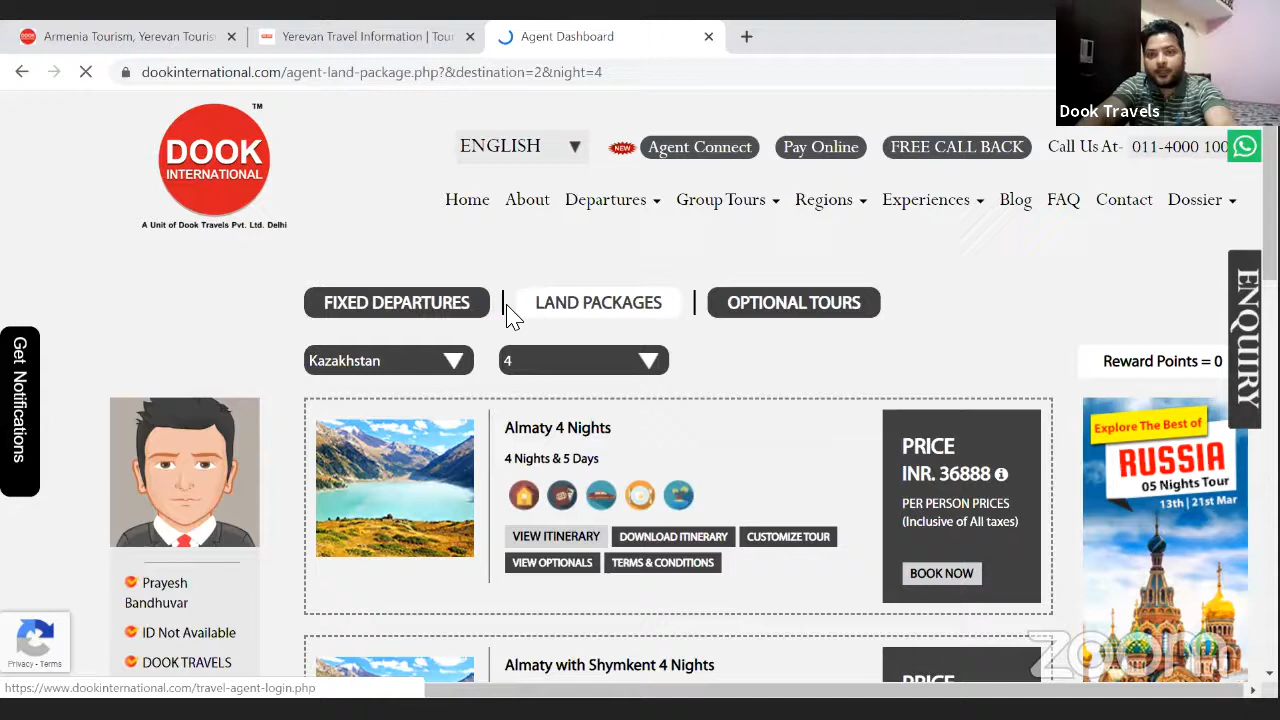 Armenia Tourism, Yerevan Touris
Yerevan Travel Information | Tou
Agent Dashboard
dookinternational.com/agent-land-package.php?&destination=2&night=4
Dook Travels
TM
DOOK
INTERNATIONAL
A Unit of Dook Travels Pvt. Ltd. Delhi
ENGLISH
NEW
Agent Connect
Pay Online
FREE CALL BACK
Call Us At- 011-4000 100
Home
About
Departures
Group Tours
Regions
Experiences
Blog
FAQ
Contact
Dossier
FIXED DEPARTURES
LAND PACKAGES
OPTIONAL TOURS
ENQUIRY
Get Notifications
Kazakhstan
4
Reward Points = 0
Almaty 4 Nights
4 Nights & 5 Days
VIEW ITINERARY
DOWNLOAD ITINERARY
CUSTOMIZE TOUR
VIEW OPTIONALS
TERMS & CONDITIONS
PRICE
INR. 36888
PER PERSON PRICES
(Inclusive of All taxes)
BOOK NOW
Explore The Best of
RUSSIA
05 Nights Tour
13th | 21st Mar
Prayesh
Bandhuvar
ID Not Available
DOOK TRAVELS
Privacy - Terms
Almaty with Shymkent 4 Nights
PRICE
zoom
https://www.dookinternational.com/travel-agent-login.php